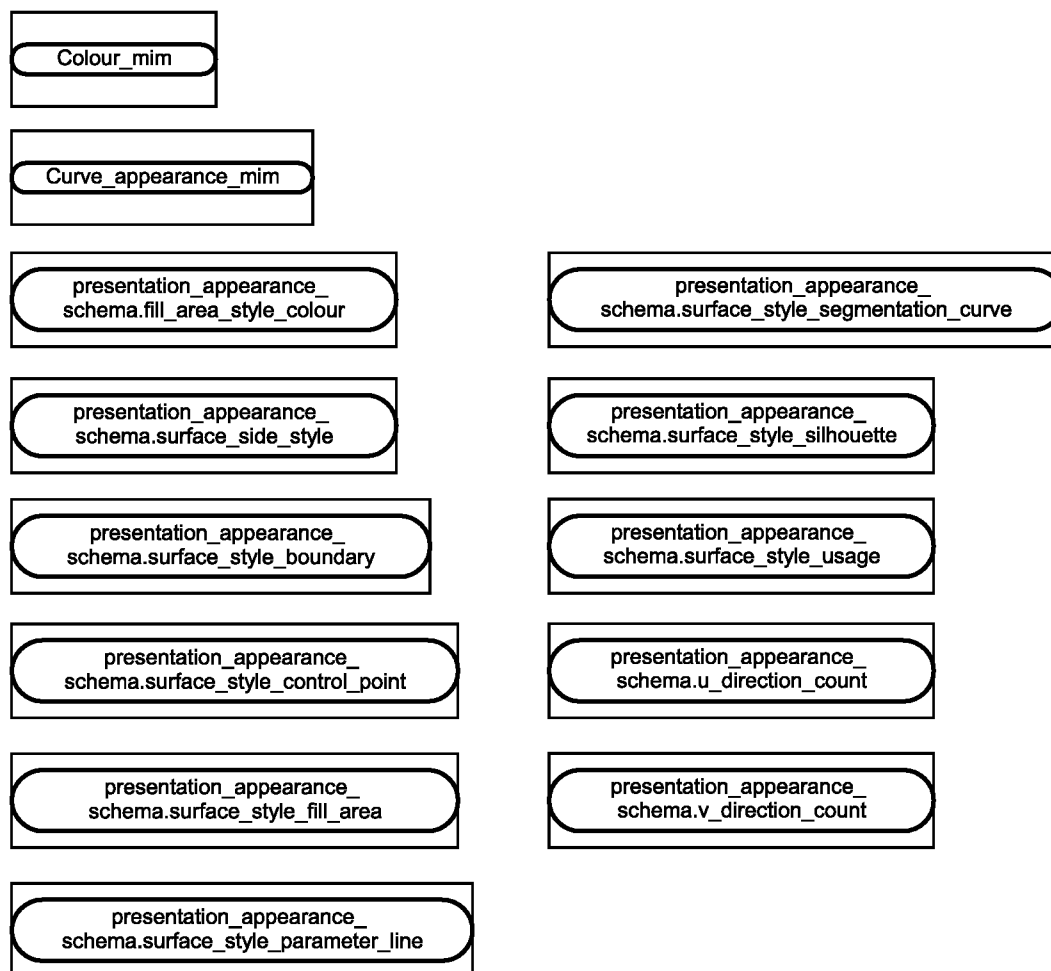 Colour_mim
Curve_appearance_mim
presentation_appearance_
schema.fill_area_style_colour
presentation_appearance_
schema.surface_style_segmentation_curve
presentation_appearance_
schema.surface_side_style
presentation_appearance_
schema.surface_style_silhouette
presentation_appearance_
schema.surface_style_boundary
presentation_appearance_
schema.surface_style_usage
presentation_appearance_
schema.surface_style_control_point
presentation_appearance_
schema.u_direction_count
presentation_appearance_
schema.surface_style_fill_area
presentation_appearance_
schema.v_direction_count
presentation_appearance_
schema.surface_style_parameter_line